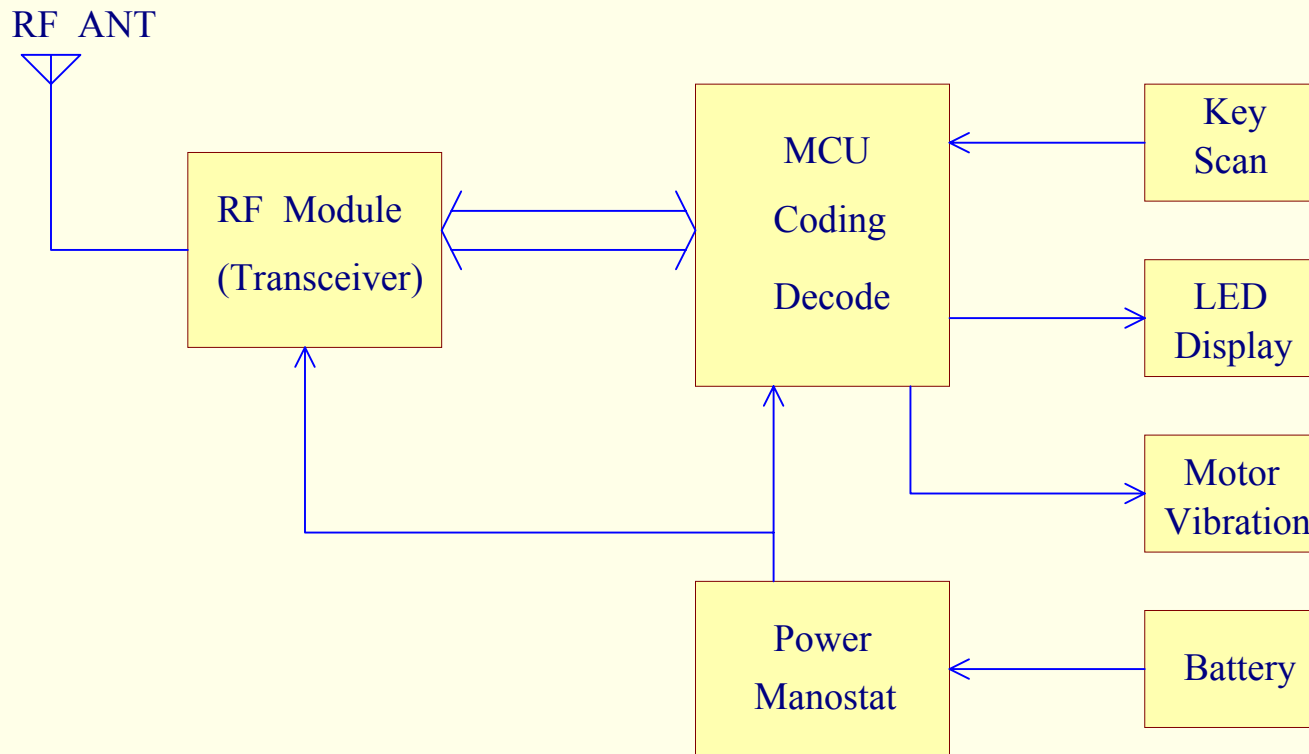 RF ANT
RF Module
(Transceiver)
MCU
Coding
Decode
Key
Scan
LED
Display
Motor
Vibration
Power
Manostat
Battery